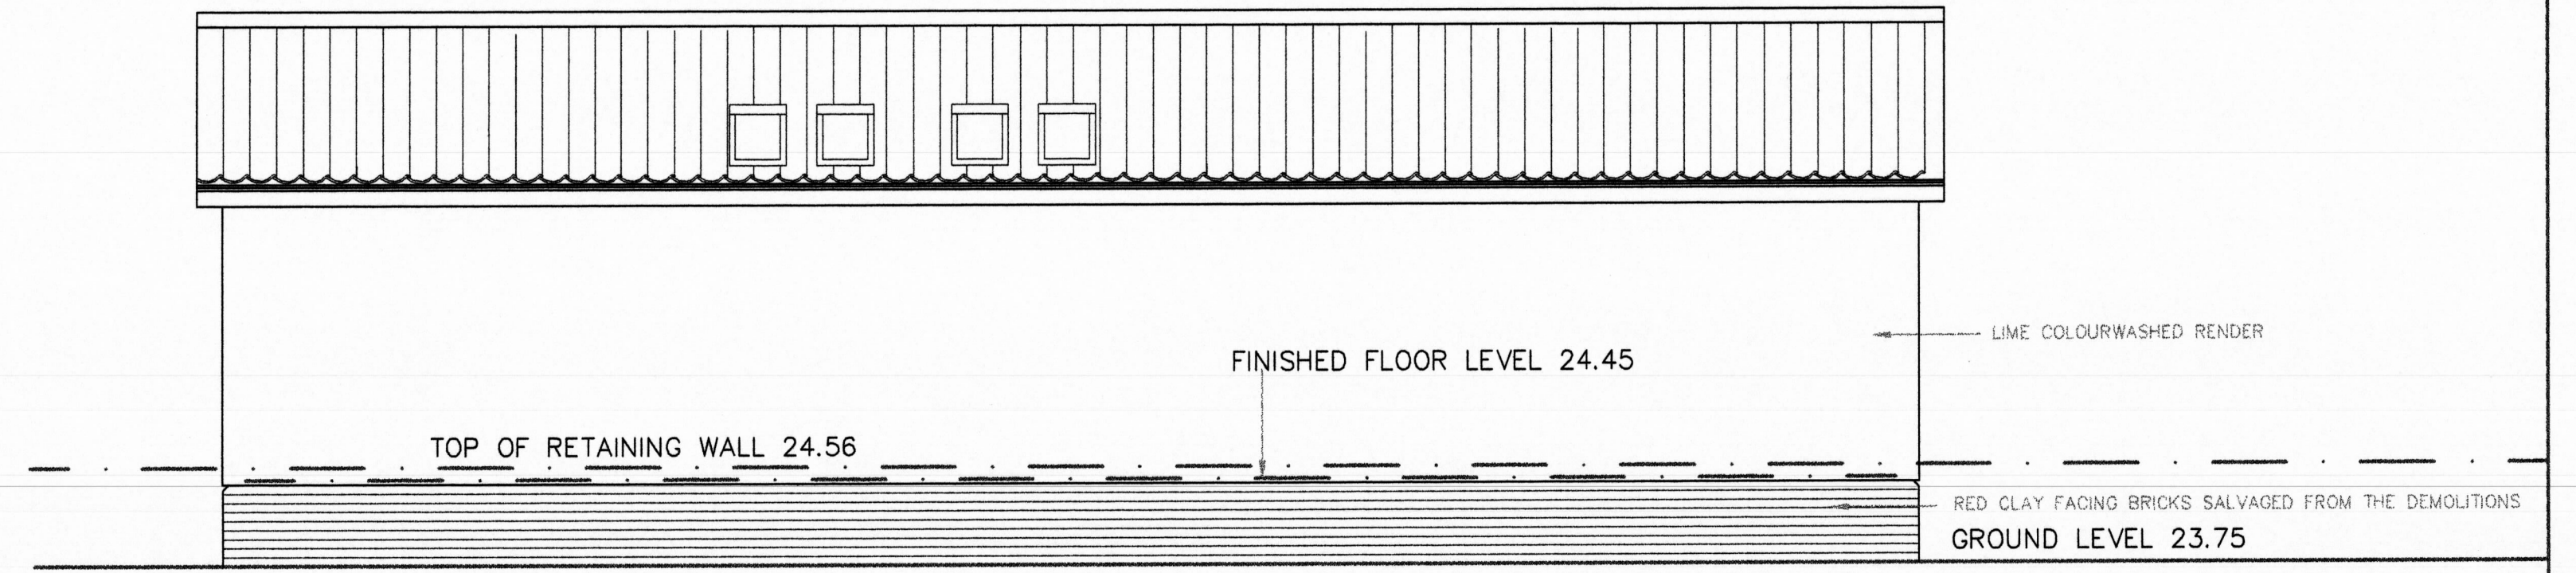 LIME COLOURWASHED RENDER
FINISHED FLOOR LEVEL 24.45
TOP OF RETAINING WALL 24.56
RED CLAY FACING BRICKS SALVAGED FROM THE DEMOLITIONS
GROUND LEVEL 23.75